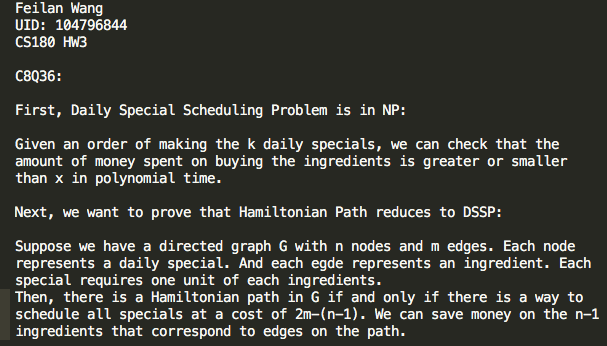 Feilan Wang
UID: 104796844
CS180 HW3
C8Q36:
First, Daily Special Scheduling Problem is in NP:
Given an order of making the k daily specials, we can check that the
amount of money spent on buying the ingredients is greater or smaller
than x in polynomial time.
Next, we want to prove that Hamiltonian Path reduces to DSSP:
Suppose we have a directed graph G with n nodes and m edges. Each node
represents a daily special. And each egde represents an ingredient. Each
special requires one unit of each ingredients.
Then, there is a Hamiltonian path in G if and only if there is a way to
schedule all specials at a cost of 2m-(n-1). We can save money on the n-1
ingredients that correspond to edges on the path.